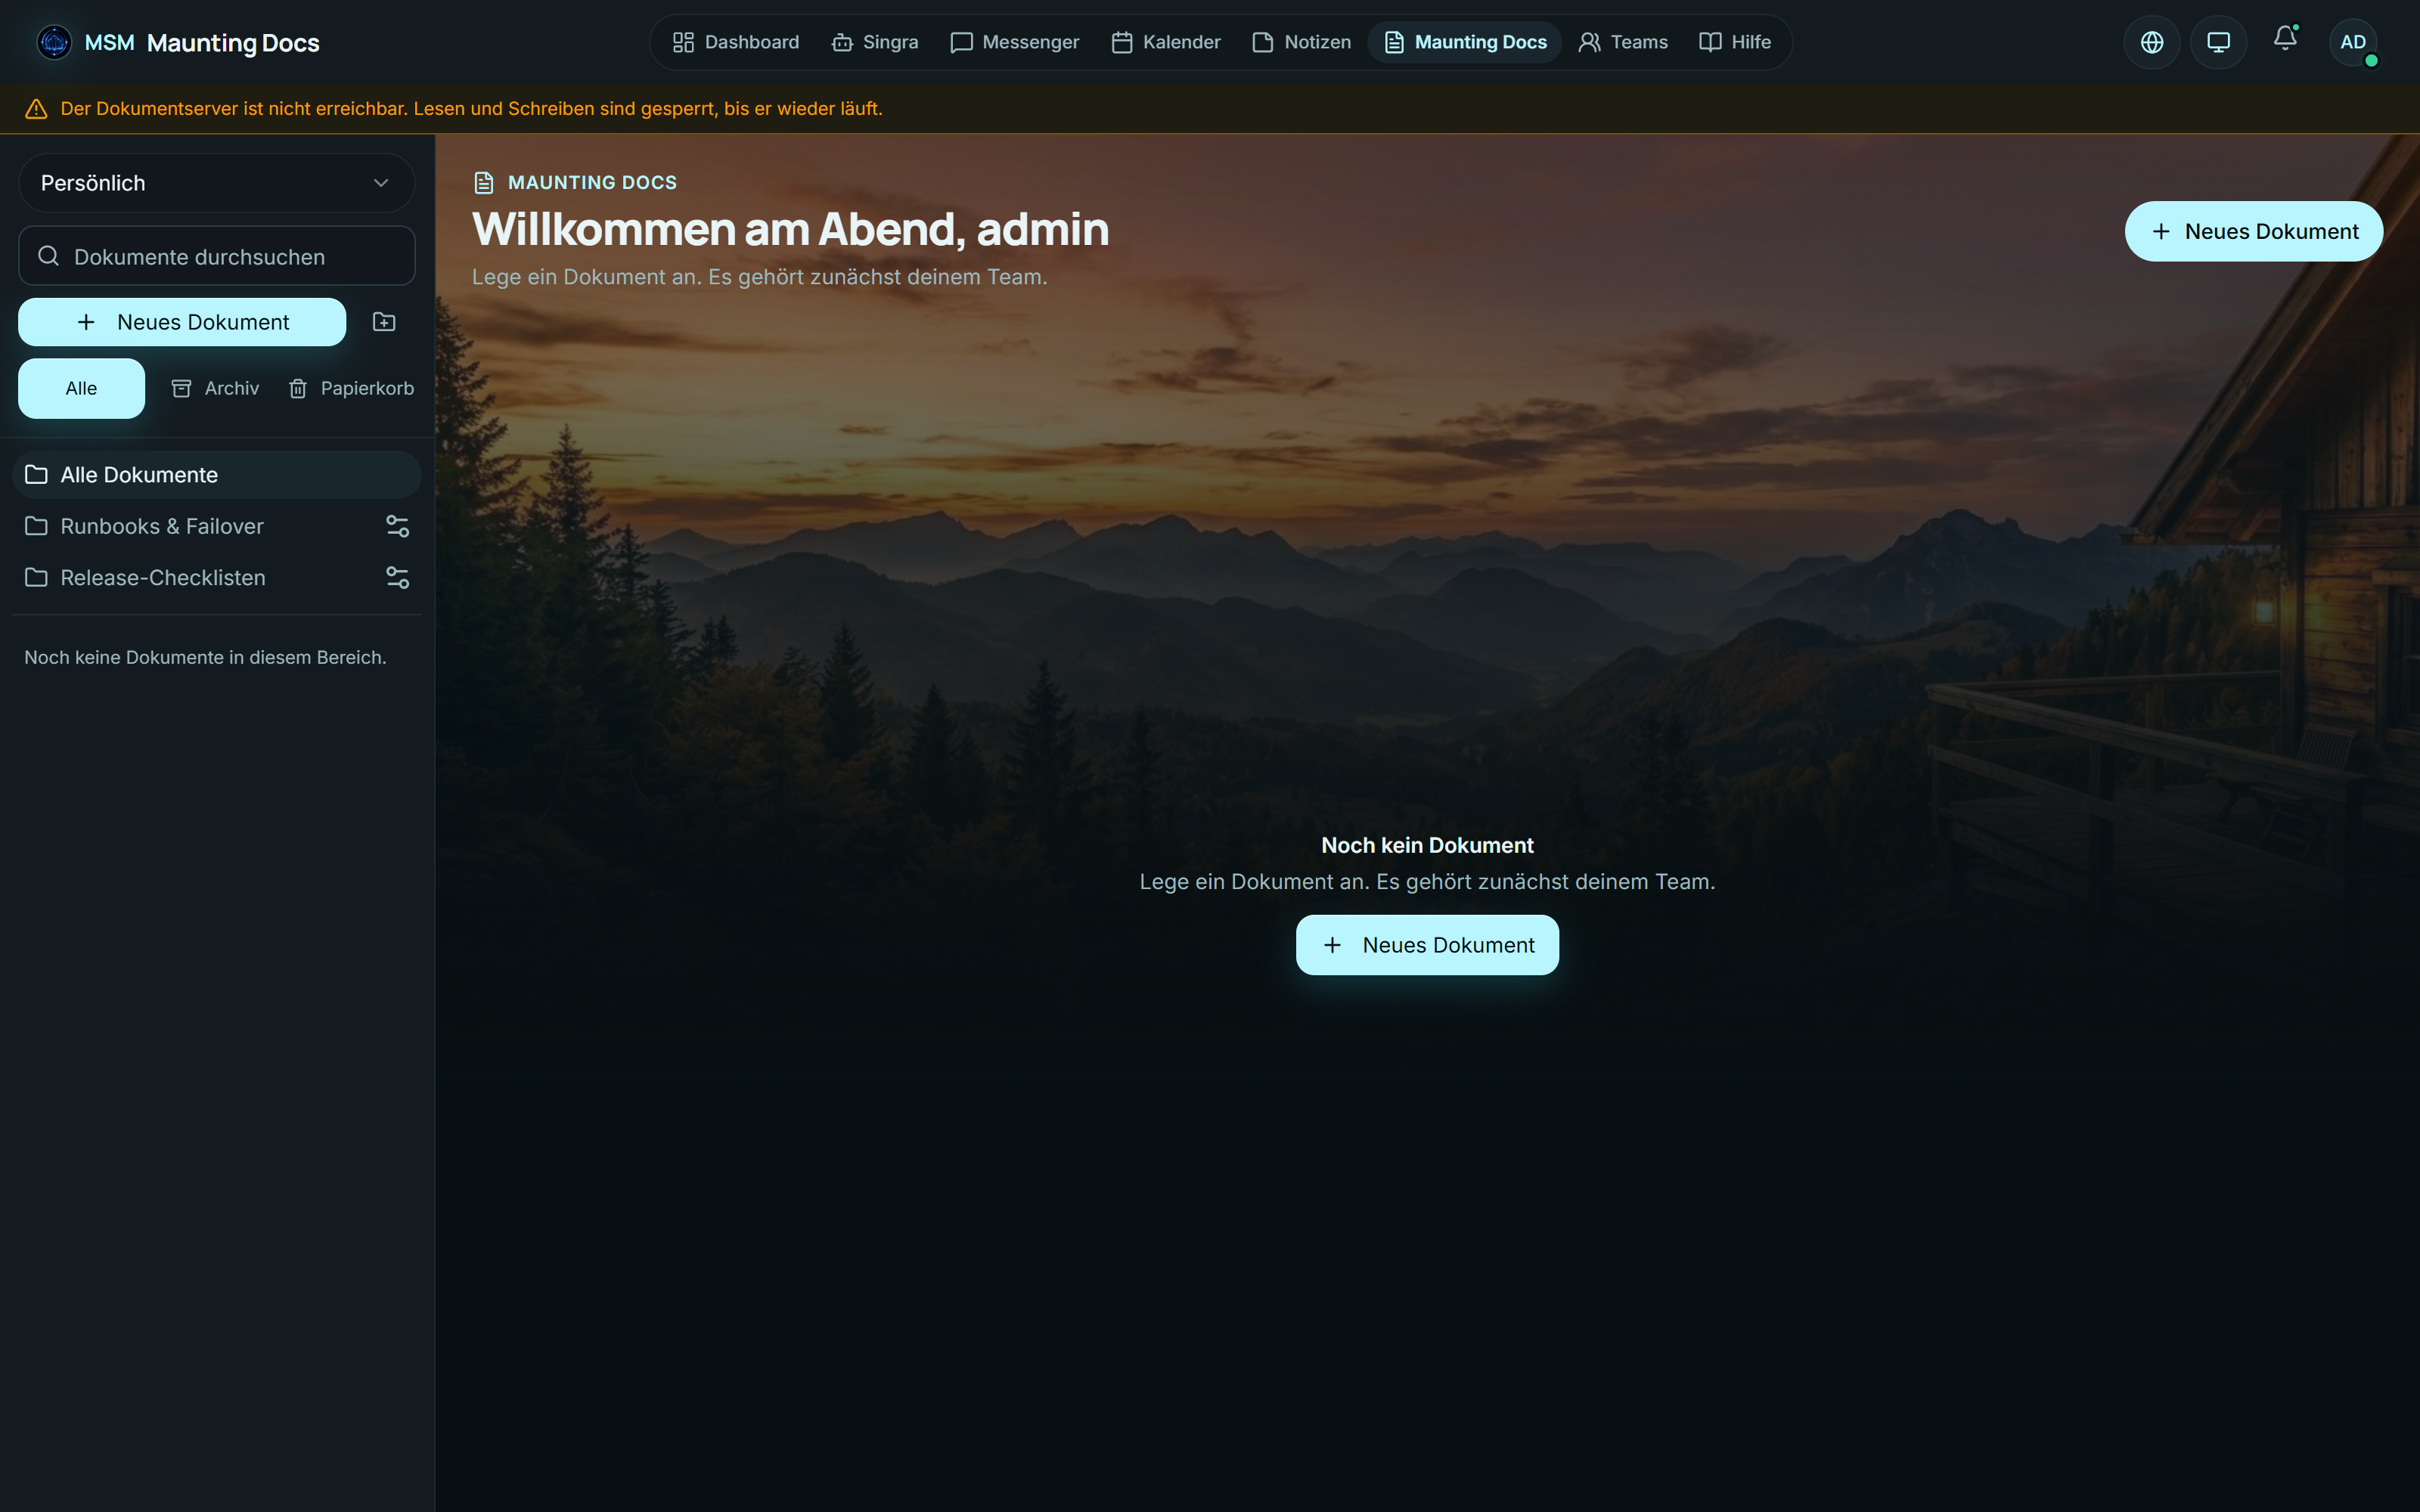 MSM Maunting Docs
Dashboard
Singra
Messenger
Kalender
Notizen
Maunting Docs
Teams
Hilfe
AD
Der Dokumentserver ist nicht erreichbar. Lesen und Schreiben sind gesperrt, bis er wieder läuft.
Persönlich
Dokumente durchsuchen
Neues Dokument
Alle
Archiv
Papierkorb
Alle Dokumente
Runbooks & Failover
Release-Checklisten
Noch keine Dokumente in diesem Bereich.
MAUNTING DOCS
Willkommen am Abend, admin
Lege ein Dokument an. Es gehört zunächst deinem Team.
Neues Dokument
Noch kein Dokument
Lege ein Dokument an. Es gehört zunächst deinem Team.
Neues Dokument